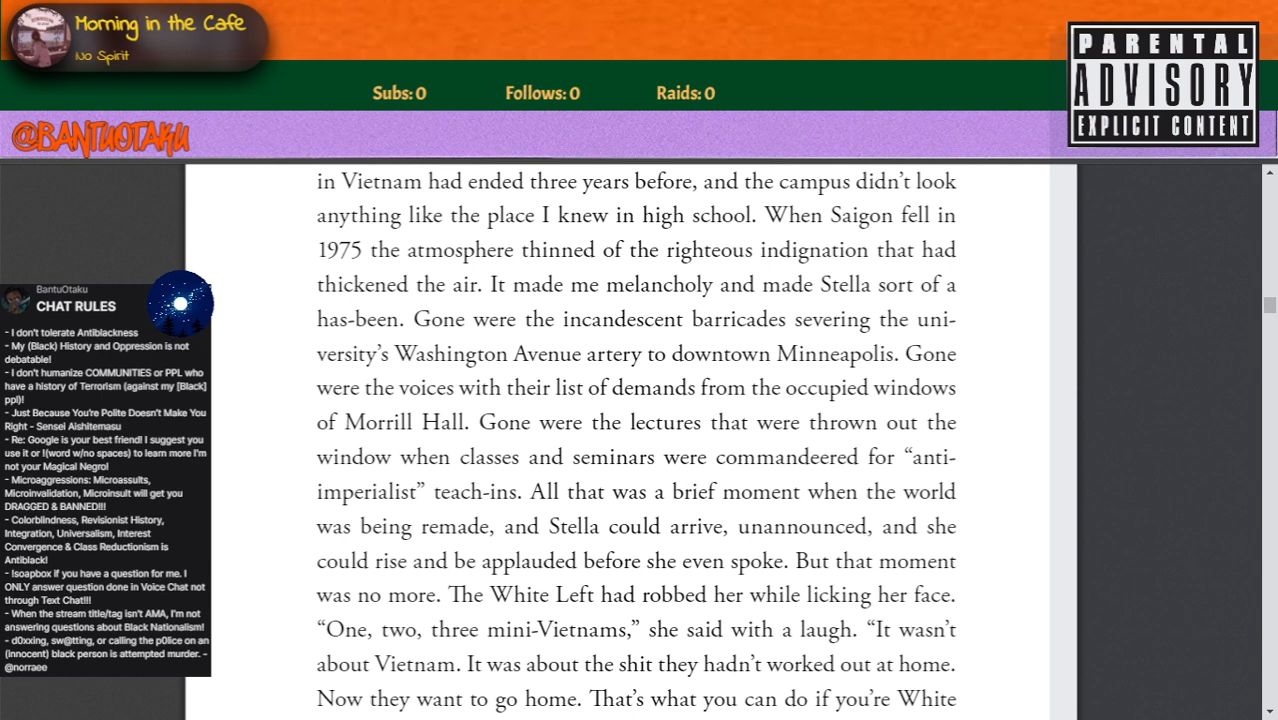 Morning in the Cafe
No Spirit
PARENTAL
ADVISORY
EXPLICIT CONTENT
Subs: 0
Follows: 0
Raids: 0
@BANTUOTAKU
BantuOtaku
CHAT RULES
- I don't tolerate Antiblackness
- My (Black) History and Oppression is not
debatable!
- I don't humanize COMMUNITIES or PPL who
have a history of Terrorism (against my [Black]
ppl)!
- Just Because You're Polite Doesn't Make You
Right - Sensei Aishitemasu
- Re: Google is your best friend! I suggest you
use it or !(word w/no spaces) to learn more I'm
not your Magical Negro!
- Microaggressions: Microassults,
Microinvalidation, Microinsult will get you
DRAGGED & BANNED!!!
- Colorblindness, Revisionist History,
Integration, Universalism, Interest
Convergence & Class Reductionism is
Antiblack!
- !soapbox if you have a question for me. I
ONLY answer question done in Voice Chat not
through Text Chat!!!
- When the stream title/tag isn't AMA, I'm not
answering questions about Black Nationalism!
- d0xxing, sw@tting, or calling the p0lice on an
(innocent) black person is attempted murder. -
@norraee
in Vietnam had ended three years before, and the campus didn't look
anything like the place I knew in high school. When Saigon fell in
1975 the atmosphere thinned of the righteous indignation that had
thickened the air. It made me melancholy and made Stella sort of a
has-been. Gone were the incandescent barricades severing the uni-
versity's Washington Avenue artery to downtown Minneapolis. Gone
were the voices with their list of demands from the occupied windows
of Morrill Hall. Gone were the lectures that were thrown out the
window when classes and seminars were commandeered for “anti-
imperialist” teach-ins. All that was a brief moment when the world
was being remade, and Stella could arrive, unannounced, and she
could rise and be applauded before she even spoke. But that moment
was no more. The White Left had robbed her while licking her face.
“One, two, three mini-Vietnams,” she said with a laugh. “It wasn't
about Vietnam. It was about the shit they hadn't worked out at home.
Now they want to go home. That's what you can do if you're White